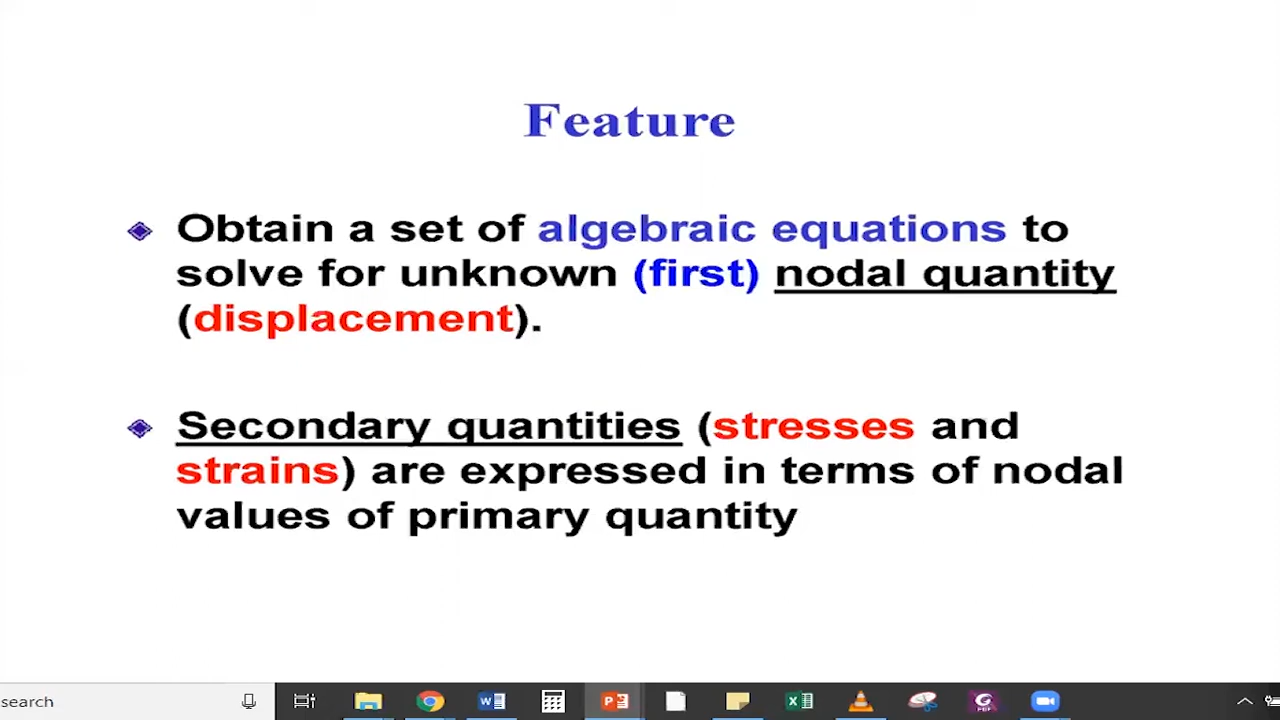 Feature
Obtain a set of algebraic equations to
solve for unknown (first) nodal quantity
(displacement).
Secondary quantities (stresses and
strains) are expressed in terms of nodal
values of primary quantity
search